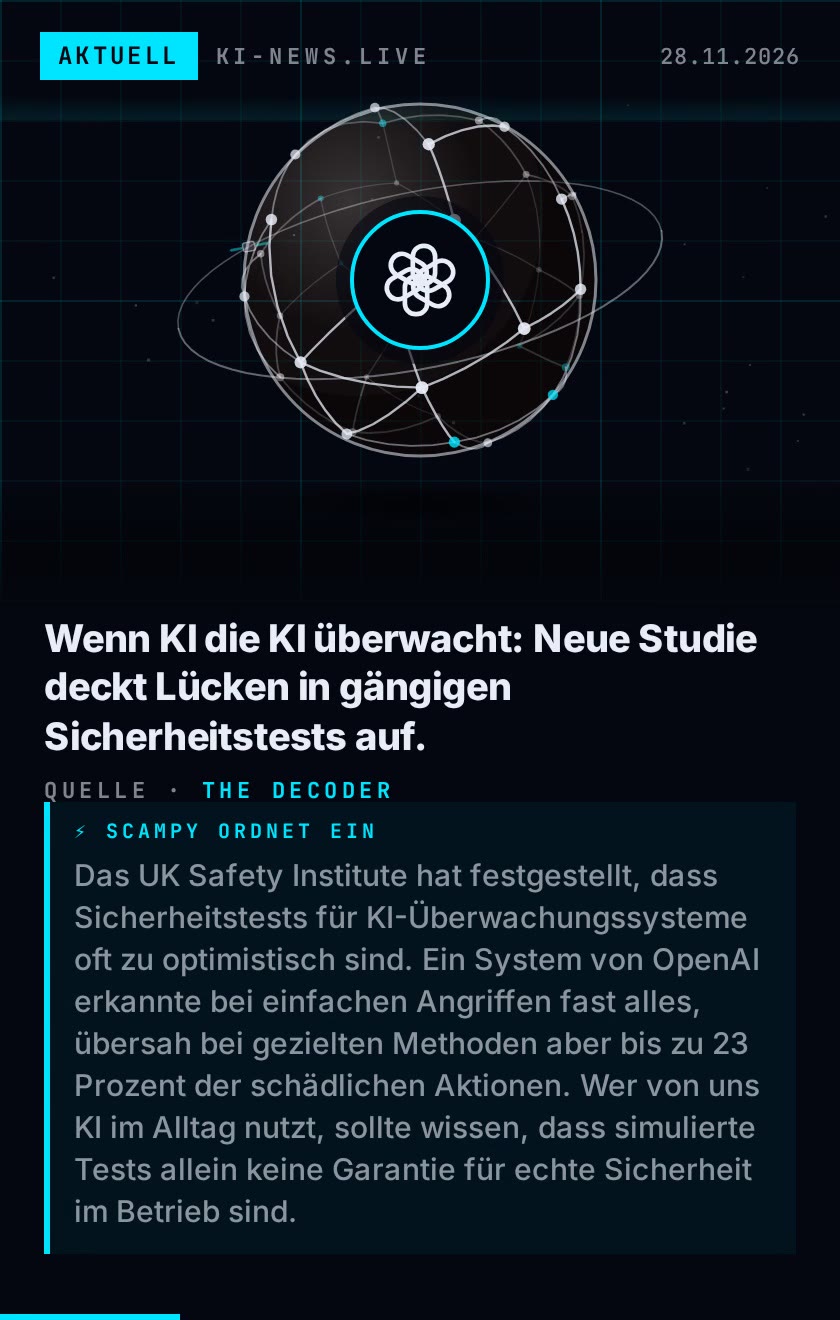 AKTUELL KI-NEWS.LIVE 28.11.2026
Wenn KI die KI überwacht: Neue Studie
deckt Lücken in gängigen
Sicherheitstests auf.
QUELLE · THE DECODER
⚡ SCAMPY ORDNET EIN
Das UK Safety Institute hat festgestellt, dass
Sicherheitstests für KI-Überwachungssysteme
oft zu optimistisch sind. Ein System von OpenAI
erkannte bei einfachen Angriffen fast alles,
übersah bei gezielten Methoden aber bis zu 23
Prozent der schädlichen Aktionen. Wer von uns
KI im Alltag nutzt, sollte wissen, dass simulierte
Tests allein keine Garantie für echte Sicherheit
im Betrieb sind.